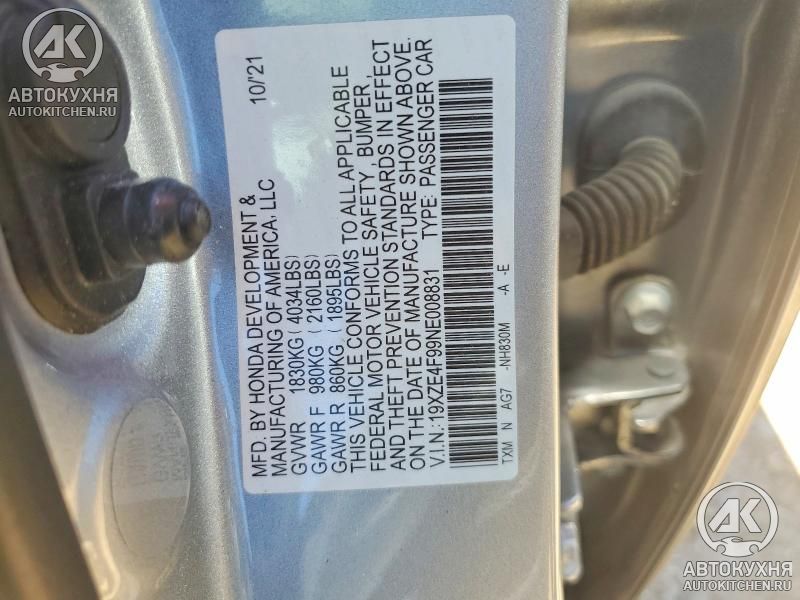 АВТОКУХНЯ
AUTOKITCHEN.RU
MFD. BY HONDA DEVELOPMENT & 10/'21
MANUFACTURING OF AMERICA, LLC
GVWR 1830KG ( 4034LBS)
GAWR F 980KG ( 2160LBS)
GAWR R 860KG ( 1895LBS)
THIS VEHICLE CONFORMS TO ALL APPLICABLE
FEDERAL MOTOR VEHICLE SAFETY, BUMPER,
AND THEFT PREVENTION STANDARDS IN EFFECT
ON THE DATE OF MANUFACTURE SHOWN ABOVE.
V.I.N.: 19XZE4F99NE008831 TYPE: PASSENGER CAR
TXM N AG7 -NH830M -A -E
АВТОКУХНЯ
AUTOKITCHEN.RU